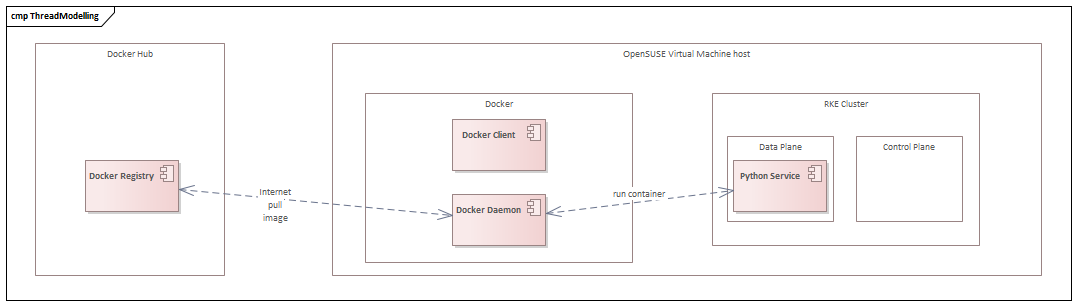 cmp ThreadModelling
Docker Hub
OpenSUSE Virtual Machine host
Docker
RKE Cluster
Docker Client
Data Plane
Control Plane
Docker Registry
Python Service
Internet
pull
image
run container
Docker Daemon